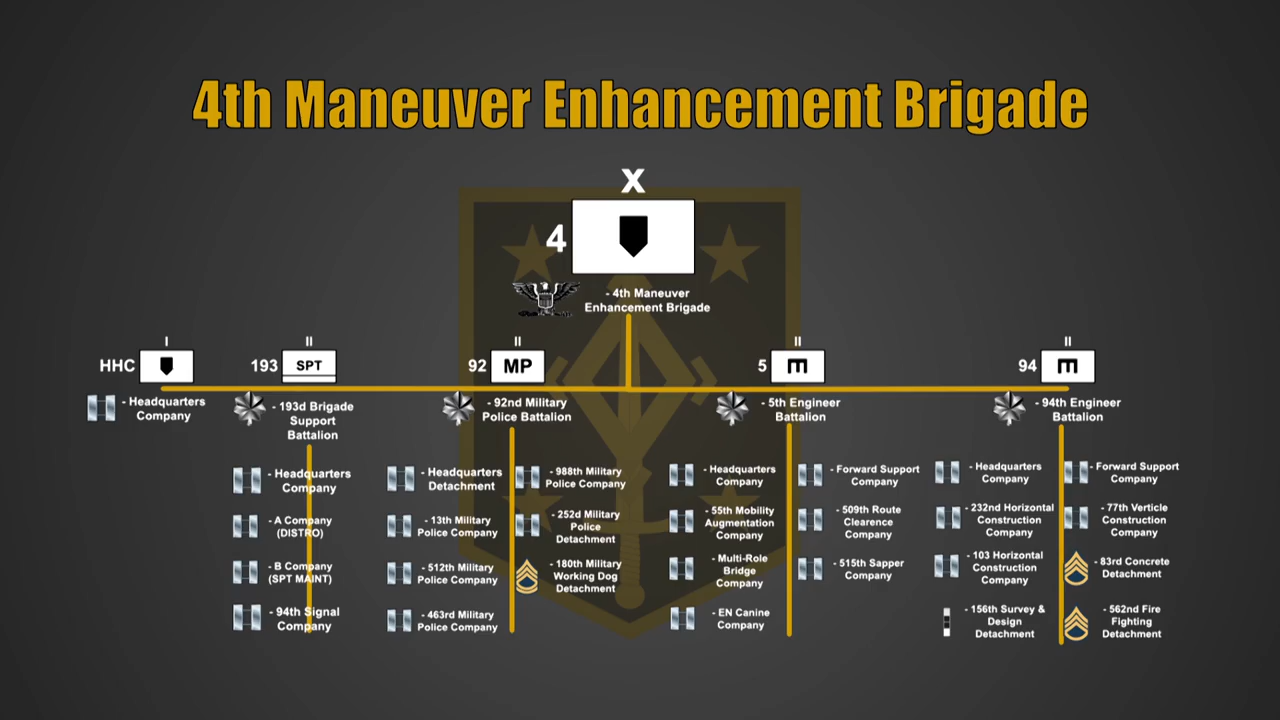 4th Maneuver Enhancement Brigade
X
4
- 4th Maneuver
Enhancement Brigade
I
HHC
- Headquarters
Company
II
193 SPT
- 193d Brigade
Support
Battalion
- Headquarters
Company
- A Company
(DISTRO)
- B Company
(SPT MAINT)
- 94th Signal
Company
II
92 MP
- 92nd Military
Police Battalion
- Headquarters
Detachment
- 13th Military
Police Company
- 512th Military
Police Company
- 463rd Military
Police Company
- 988th Military
Police Company
- 252d Military
Police
Detachment
- 180th Military
Working Dog
Detachment
II
5
- 5th Engineer
Battalion
- Headquarters
Company
- 55th Mobility
Augmentation
Company
- Multi-Role
Bridge
Company
- EN Canine
Company
- Forward Support
Company
- 509th Route
Clearence
Company
- 515th Sapper
Company
II
94
- 94th Engineer
Battalion
- Headquarters
Company
- 232nd Horizontal
Construction
Company
- 103 Horizontal
Construction
Company
- 156th Survey &
Design
Detachment
- Forward Support
Company
- 77th Verticle
Construction
Company
- 83rd Concrete
Detachment
- 562nd Fire
Fighting
Detachment